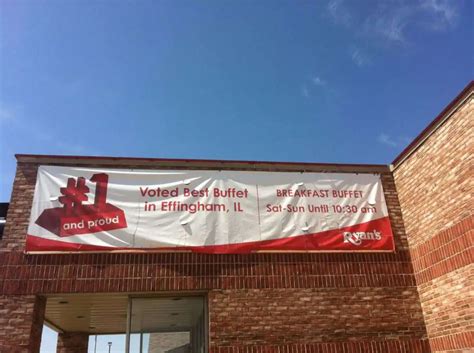 #1
and proud
Voted Best Buffet
in Effingham, IL
BREAKFAST BUFFET
Sat-Sun Until 10:30 am
Ryan's